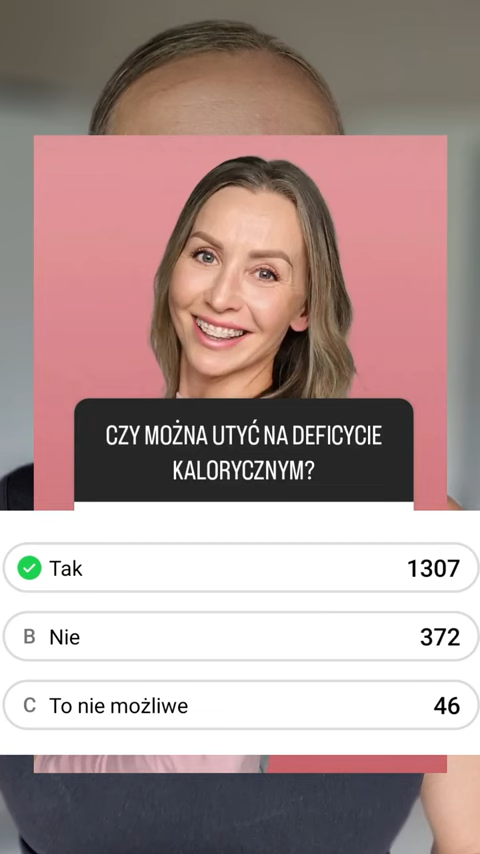 CZY MOŻNA UTYĆ NA DEFICYCIE
KALORYCZNYM?
Tak 1307
B Nie 372
C To nie możliwe 46